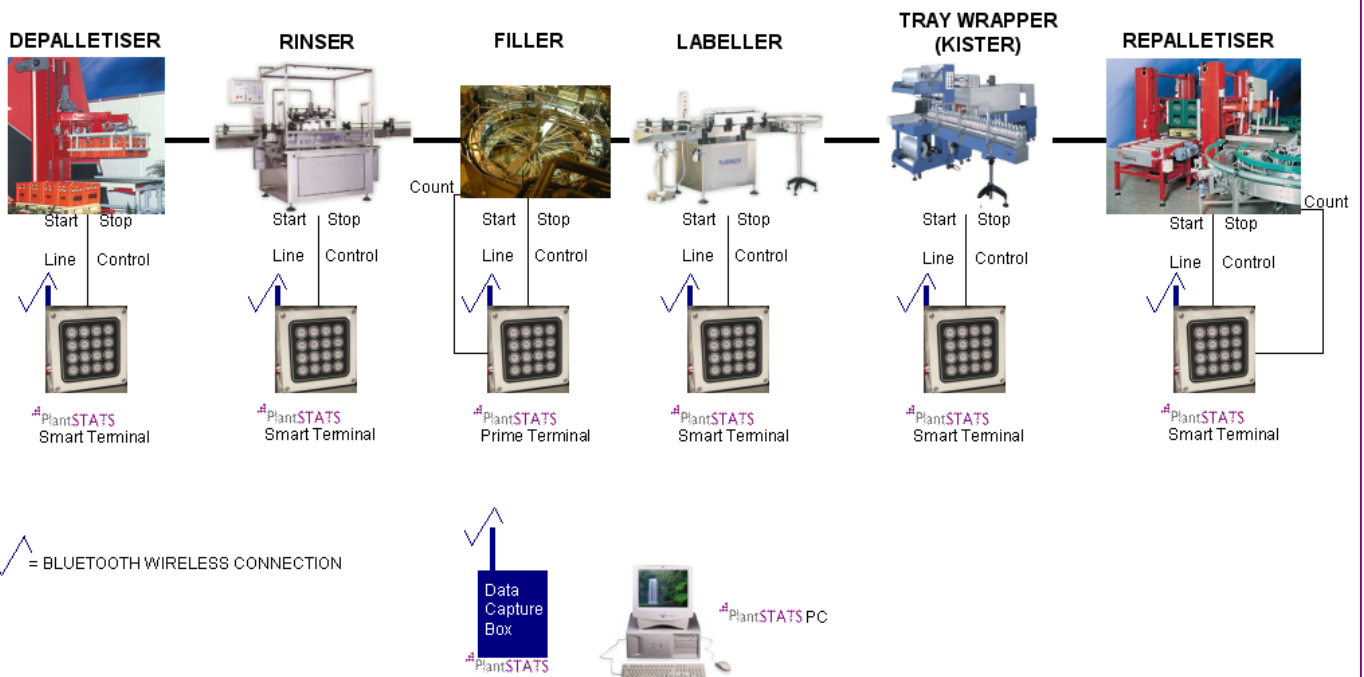 DEPALLETISER
RINSER
FILLER
LABELLER
TRAY WRAPPER
(KISTER)
REPALLETISER
Count
Count
Start Stop
Line Control
Start Stop
Line Control
Start Stop
Line Control
Start Stop
Line Control
Start Stop
Line Control
Start Stop
Line Control
PlantSTATS
Smart Terminal
PlantSTATS
Smart Terminal
PlantSTATS
Prime Terminal
PlantSTATS
Smart Terminal
PlantSTATS
Smart Terminal
PlantSTATS
Smart Terminal
= BLUETOOTH WIRELESS CONNECTION
Data
Capture
Box
PlantSTATS
PlantSTATS PC